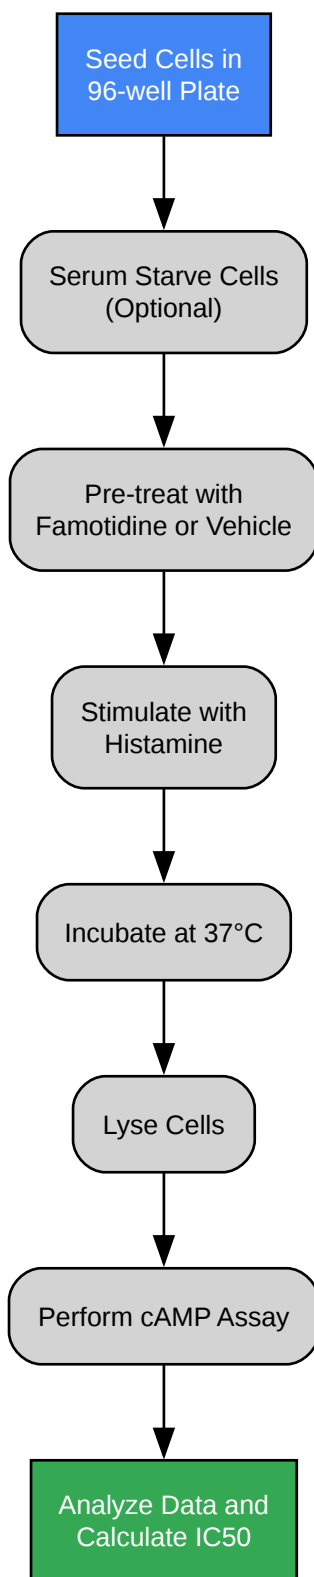 Seed Cells in
96-well Plate
Serum Starve Cells
(Optional)
Pre-treat with
Famotidine or Vehicle
Stimulate with
Histamine
Incubate at 37°C
Lyse Cells
Perform cAMP Assay
Analyze Data and
Calculate IC50